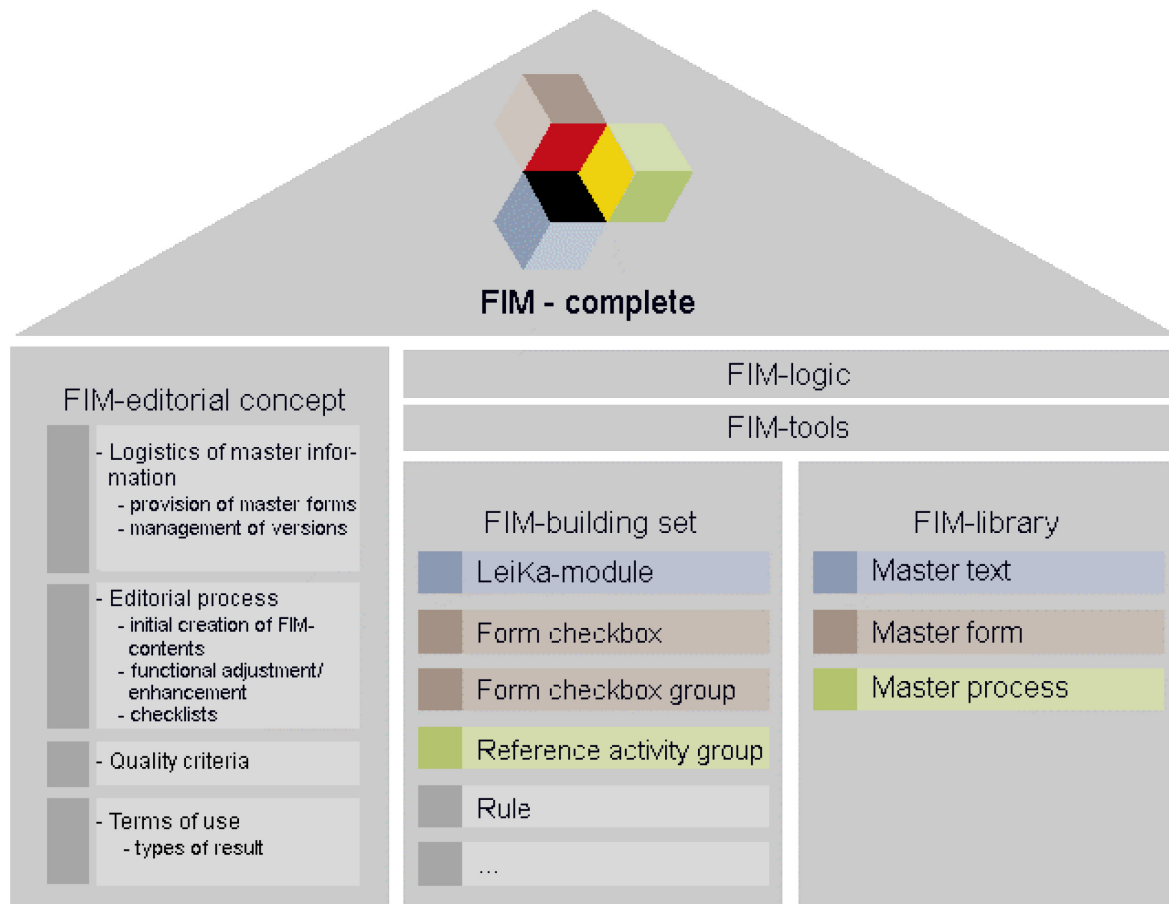 FIM - complete
FIM-editorial concept
- Logistics of master infor-
mation
- provision of master forms
- management of versions
- Editorial process
- initial creation of FIM-
contents
- functional adjustment/
enhancement
- checklists
- Quality criteria
- Terms of use
- types of result
FIM-logic
FIM-tools
FIM-building set
LeiKa-module
Form checkbox
Form checkbox group
Reference activity group
Rule
...
FIM-library
Master text
Master form
Master process